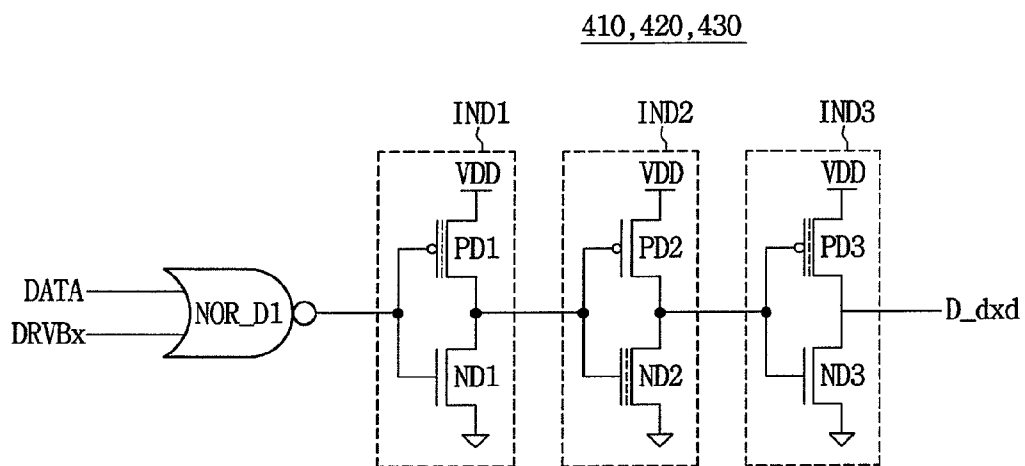 410,420,430
IND1 IND2 IND3
VDD VDD VDD
PD1 PD2 PD3
DATA
NOR_D1
DRVBx
D_dxd
ND1 ND2 ND3